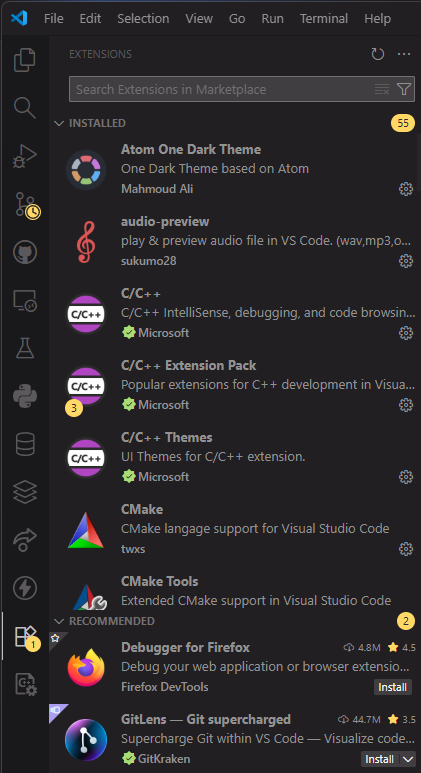 File Edit Selection View Go Run Terminal Help
EXTENSIONS
Search Extensions in Marketplace
INSTALLED 55
Atom One Dark Theme
One Dark Theme based on Atom
Mahmoud Ali
audio-preview
play & preview audio file in VS Code. (wav,mp3,o...
sukumo28
C/C++
C/C++
C/C++ IntelliSense, debugging, and code browsin...
Microsoft
C/C++ Extension Pack
C/C++
Popular extensions for C++ development in Visua...
3
Microsoft
C/C++ Themes
C/C++
UI Themes for C/C++ extension.
Microsoft
CMake
CMake langage support for Visual Studio Code
twxs
CMake Tools
Extended CMake support in Visual Studio Code
RECOMMENDED 2
1
Debugger for Firefox 4.8M 4.5
Debug your web application or browser extensio...
Firefox DevTools Install
GitLens — Git supercharged 44.7M 3.5
Supercharge Git within VS Code — Visualize code...
GitKraken Install